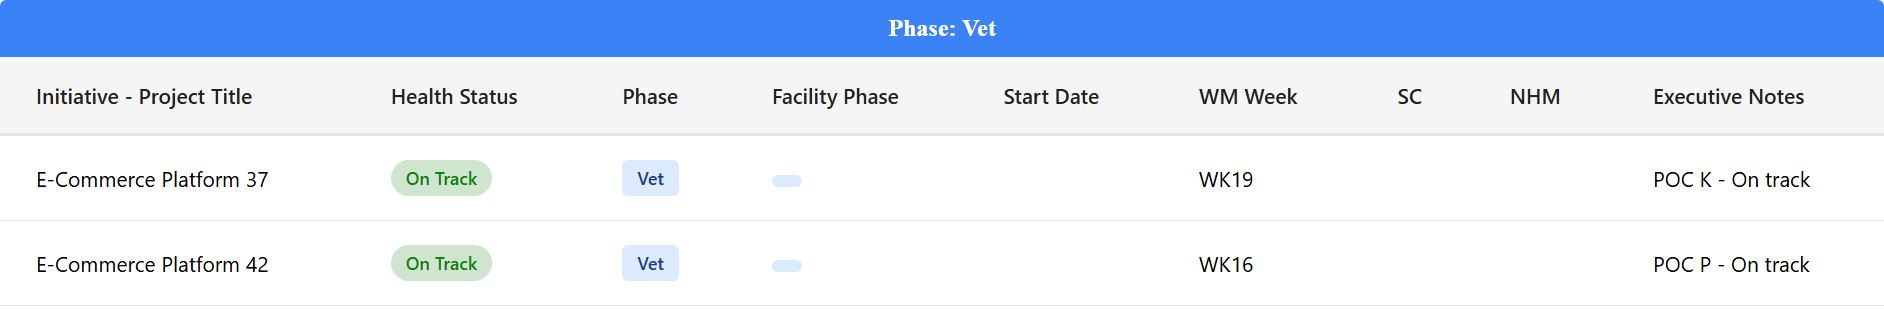 Phase: Vet
Initiative - Project Title Health Status Phase Facility Phase Start Date WM Week SC NHM Executive Notes
E-Commerce Platform 37 On Track Vet WK19 POC K - On track
E-Commerce Platform 42 On Track Vet WK16 POC P - On track